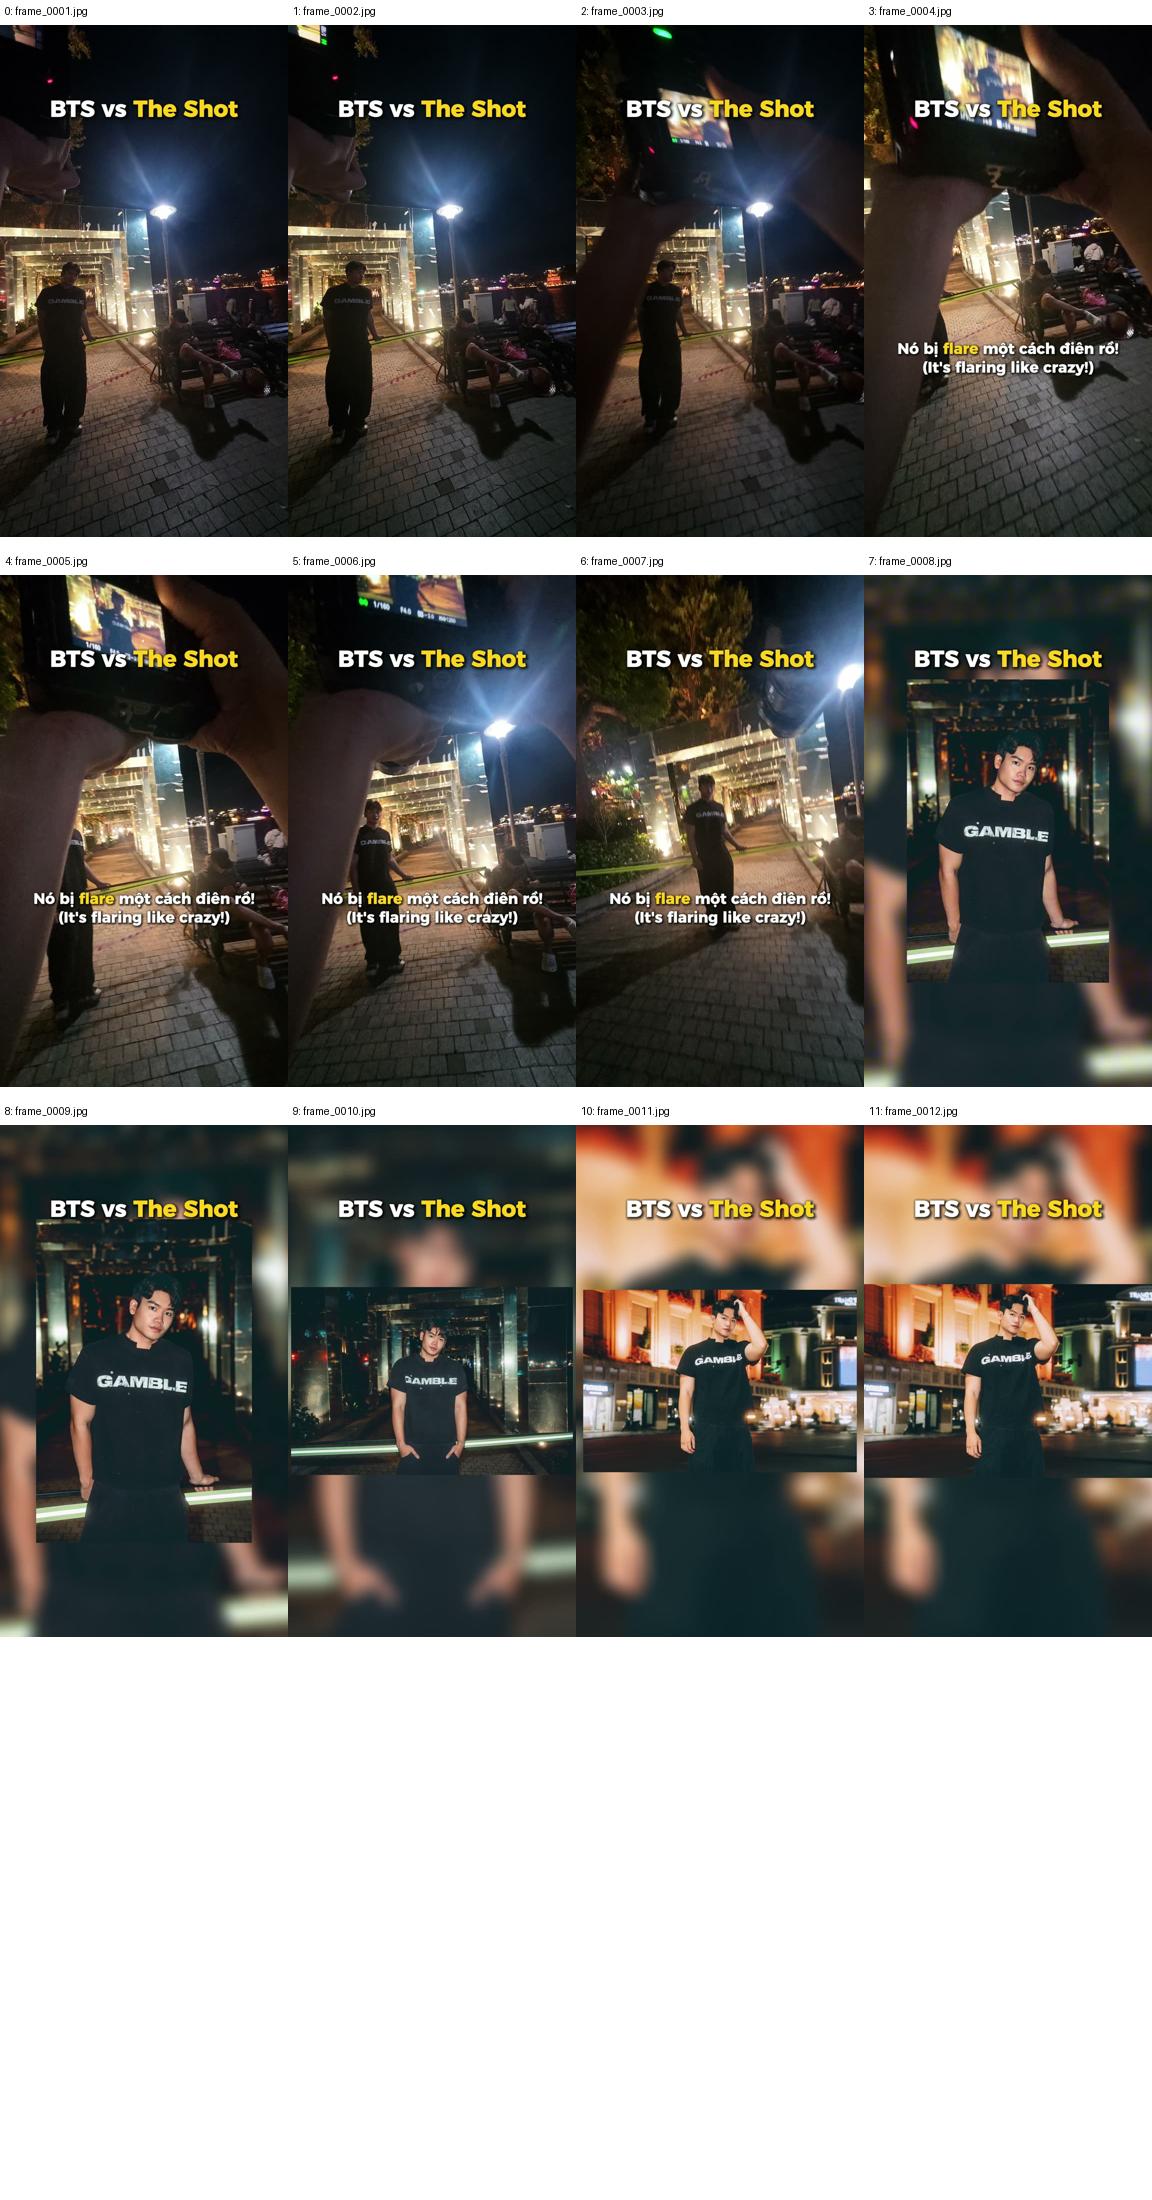 0: frame_0001.jpg
BTS vs The Shot
GAMBLE
1: frame_0002.jpg
BTS vs The Shot
GAMBLE
2: frame_0003.jpg
BTS vs The Shot
GAMBLE
3: frame_0004.jpg
BTS vs The Shot
Nó bị flare một cách điên rồ!
(It's flaring like crazy!)
4: frame_0005.jpg
1/160
BTS vs The Shot
Nó bị flare một cách điên rồ!
(It's flaring like crazy!)
5: frame_0006.jpg
1/160 F4.0
BTS vs The Shot
GAMBLE
Nó bị flare một cách điên rồ!
(It's flaring like crazy!)
6: frame_0007.jpg
BTS vs The Shot
GAMBLE
Nó bị flare một cách điên rồ!
(It's flaring like crazy!)
7: frame_0008.jpg
BTS vs The Shot
GAMBLE
8: frame_0009.jpg
BTS vs The Shot
GAMBLE
9: frame_0010.jpg
BTS vs The Shot
GAMBLE
10: frame_0011.jpg
BTS vs The Shot
GAMBLE
11: frame_0012.jpg
BTS vs The Shot
GAMBLE